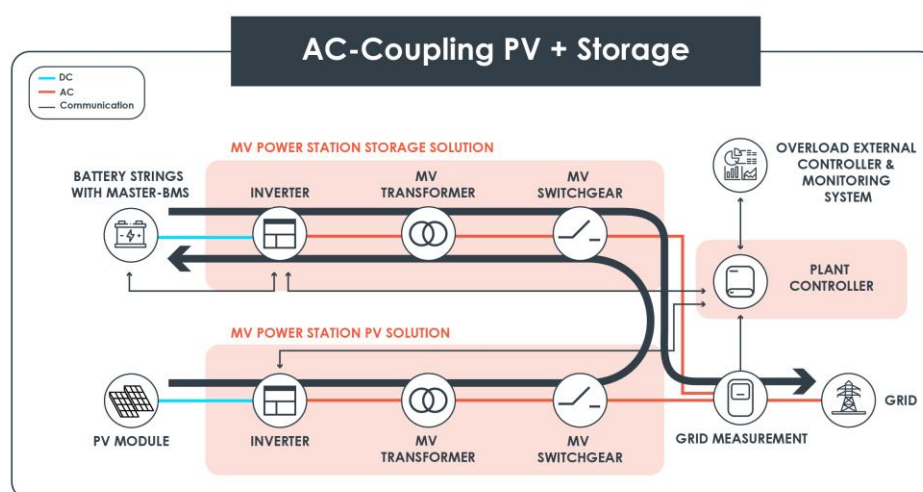 AC-Coupling PV + Storage
DC
AC
Communication
MV POWER STATION STORAGE SOLUTION
BATTERY STRINGS
WITH MASTER-BMS
INVERTER
MV
TRANSFORMER
MV
SWITCHGEAR
OVERLOAD EXTERNAL
CONTROLLER &
MONITORING
SYSTEM
PLANT
CONTROLLER
MV POWER STATION PV SOLUTION
PV MODULE
INVERTER
MV
TRANSFORMER
MV
SWITCHGEAR
GRID MEASUREMENT
GRID